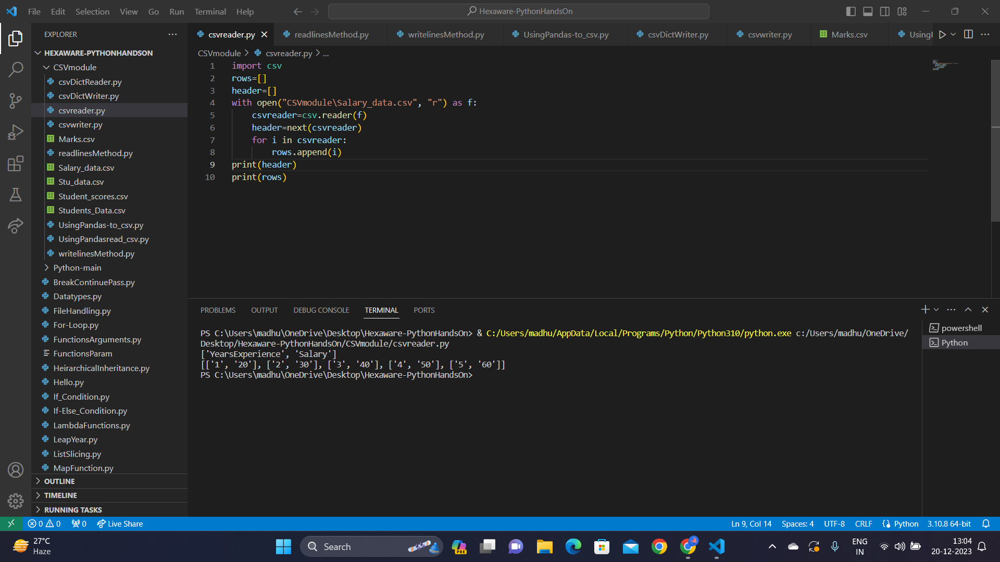 File Edit Selection View Go Run Terminal Help
Hexaware-PythonHandsOn
EXPLORER
HEXAWARE-PYTHONHANDSON
CSVmodule
csvDictReader.py
csvDictWriter.py
csvreader.py
csvwriter.py
Marks.csv
readlinesMethod.py
Salary_data.csv
Stu_data.csv
Student_scores.csv
Students_Data.csv
UsingPandas-to_csv.py
UsingPandasread_csv.py
writelinesMethod.py
Python-main
BreakContinuePass.py
Datatypes.py
FileHandling.py
For-Loop.py
FunctionsArguments.py
FunctionsParam
HeirarchicalInheritance.py
Hello.py
If_Condition.py
If-Else_Condition.py
LambdaFunctions.py
LeapYear.py
ListSlicing.py
MapFunction.py
OUTLINE
TIMELINE
RUNNING TASKS
csvreader.py readlinesMethod.py writelinesMethod.py UsingPandas-to_csv.py csvDictWriter.py csvwriter.py Marks.csv Using
CSVmodule > csvreader.py > ...
1 import csv
2 rows=[]
3 header=[]
4 with open("CSVmodule\Salary_data.csv", "r") as f:
5     csvreader=csv.reader(f)
6     header=next(csvreader)
7     for i in csvreader:
8         rows.append(i)
9 print(header)
10 print(rows)
PROBLEMS OUTPUT DEBUG CONSOLE TERMINAL PORTS
PS C:\Users\madhu\OneDrive\Desktop\Hexaware-PythonHandsOn> & C:/Users/madhu/AppData/Local/Programs/Python/Python310/python.exe c:/Users/madhu/OneDrive/
Desktop/Hexaware-PythonHandsOn/CSVmodule/csvreader.py
['YearsExperience', 'Salary']
[['1', '20'], ['2', '30'], ['3', '40'], ['4', '50'], ['5', '60']]
PS C:\Users\madhu\OneDrive\Desktop\Hexaware-PythonHandsOn>
powershell
Python
0 0 0 Live Share
Ln 9, Col 14 Spaces: 4 UTF-8 CRLF Python 3.10.8 64-bit
27°C
Haze
Search
PRE
ENG
IN
13:04
20-12-2023